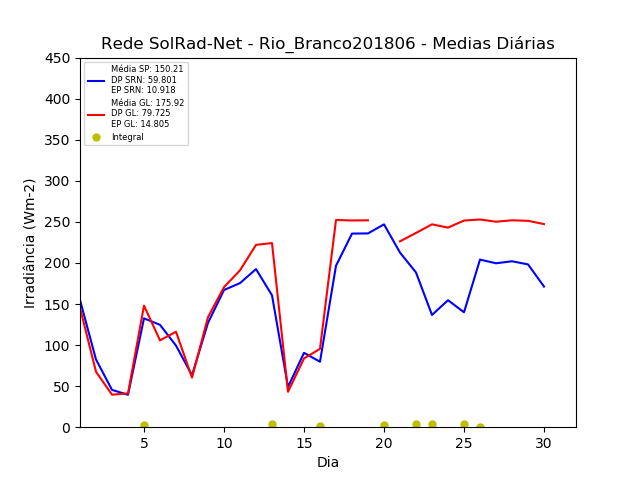 Rede SolRad-Net - Rio_Branco201806 - Medias Diárias
450
400
350
300
250
200
150
100
50
0
Irradiância (Wm-2)
Média SP: 150.21
DP SRN: 59.801
EP SRN: 10.918
Média GL: 175.92
DP GL: 79.725
EP GL: 14.805
Integral
5
10
15
20
25
30
Dia